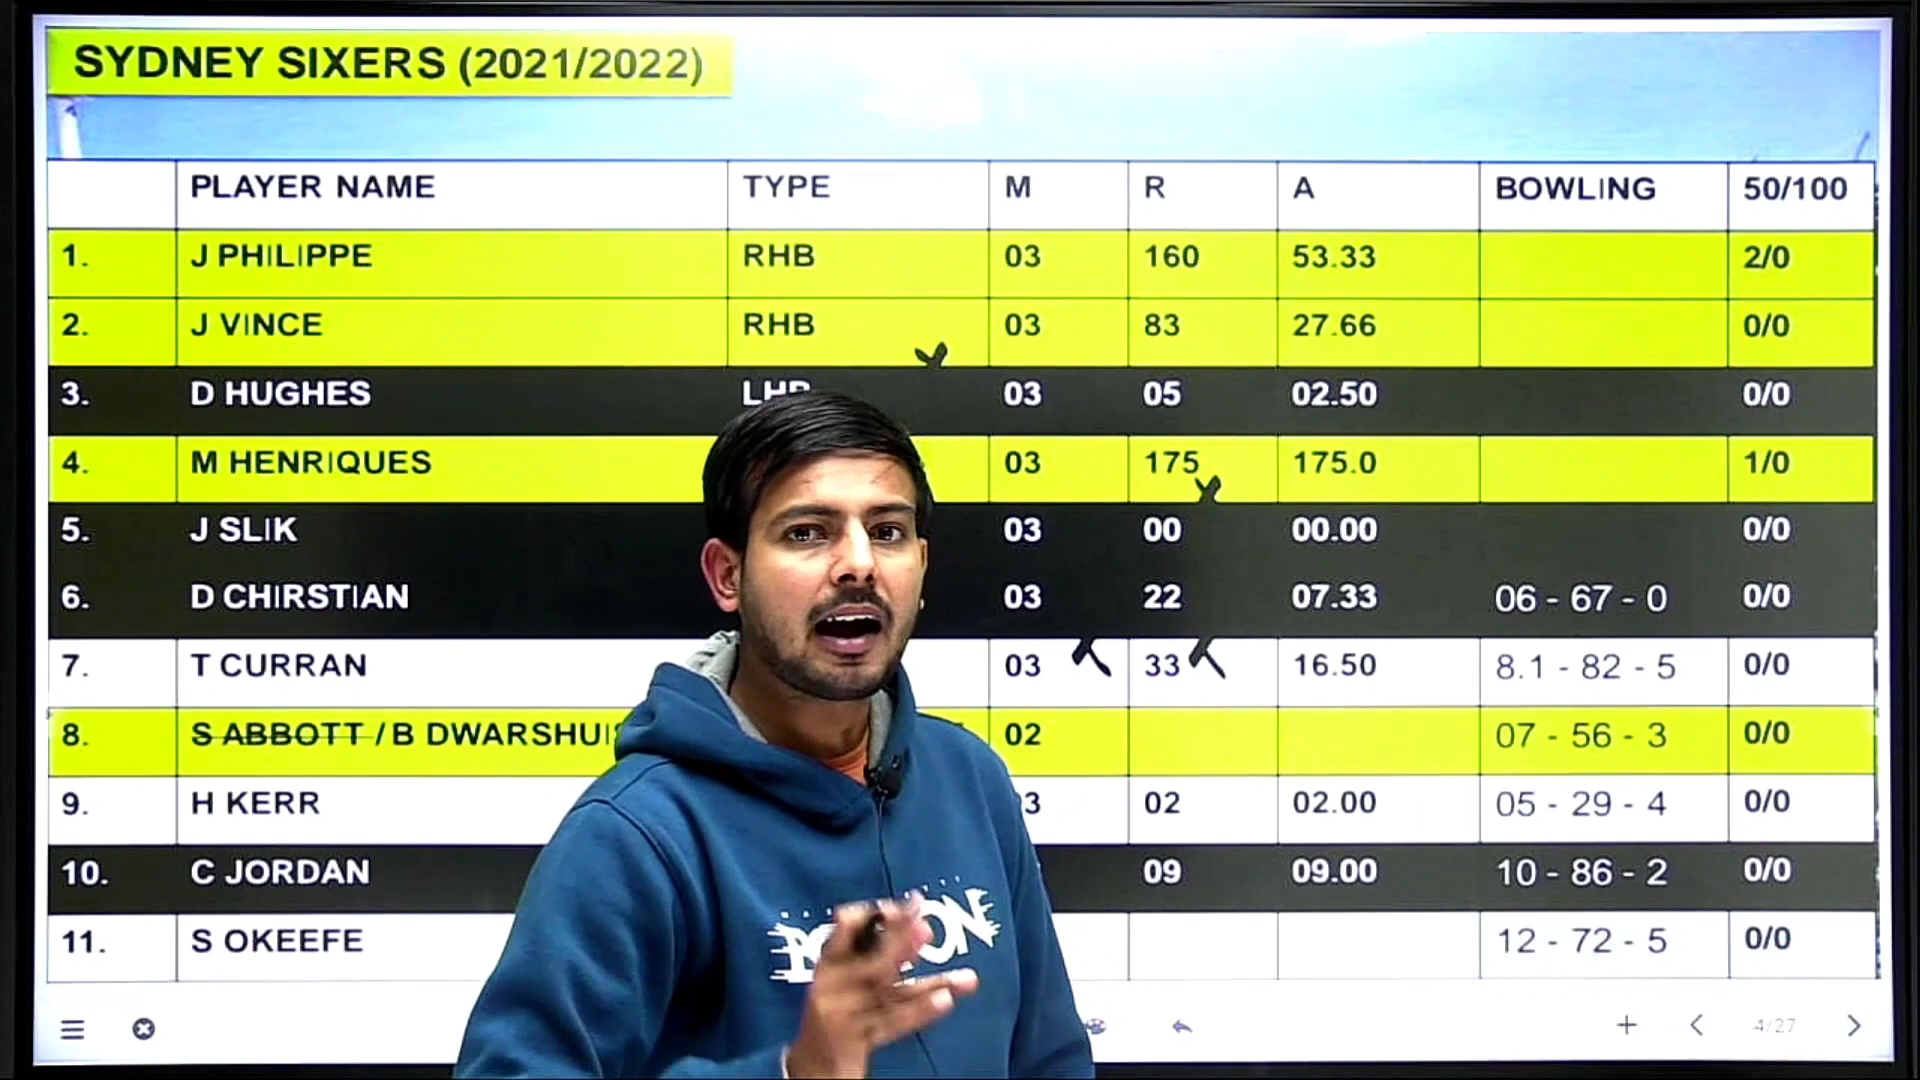 SYDNEY SIXERS (2021/2022)
PLAYER NAME TYPE M R A BOWLING 50/100
1. J PHILIPPE RHB 03 160 53.33 2/0
2. J VINCE RHB 03 83 27.66 0/0
3. D HUGHES LHB 03 05 02.50 0/0
4. M HENRIQUES 03 175 175.0 1/0
5. J SLIK 03 00 00.00 0/0
6. D CHIRSTIAN 03 22 07.33 06 - 67 - 0 0/0
7. T CURRAN 03 33 16.50 8.1 - 82 - 5 0/0
8. S ABBOTT / B DWARSHUIS 02 07 - 56 - 3 0/0
9. H KERR 3 02 02.00 05 - 29 - 4 0/0
10. C JORDAN 09 09.00 10 - 86 - 2 0/0
11. S OKEEFE 12 - 72 - 5 0/0
4/27